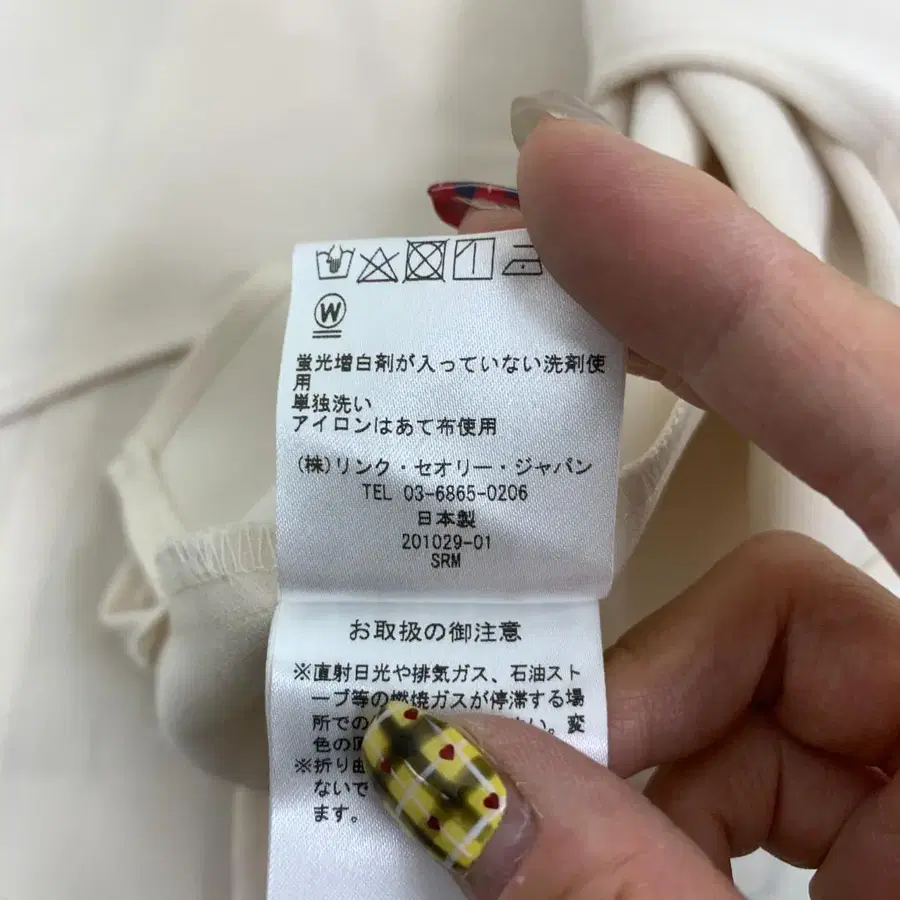 W
蛍光増白剤が入っていない洗剤使
用
単独洗い
アイロンはあて布使用
(株)リンク・セオリー・ジャパン
TEL 03-6865-0206
日本製
201029-01
SRM
お取扱の御注意
※直射日光や排気ガス、石油スト
ーブ等の燃焼ガスが停滞する場
所での い。変
色の
※折り
ないで
ます。